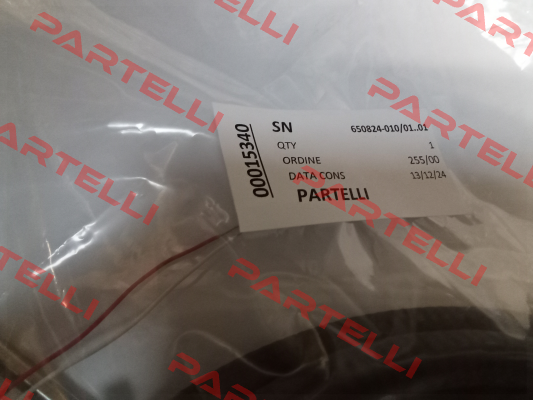 PARTELLI
PARTELLI
PARTELLI
00015340
SN 650824-010/01..01
QTY 1
ORDINE 255/00
DATA CONS 13/12/24
PARTELLI
PARTELLI
PARTELLI
PARTELLI
PARTELLI
PARTELLI